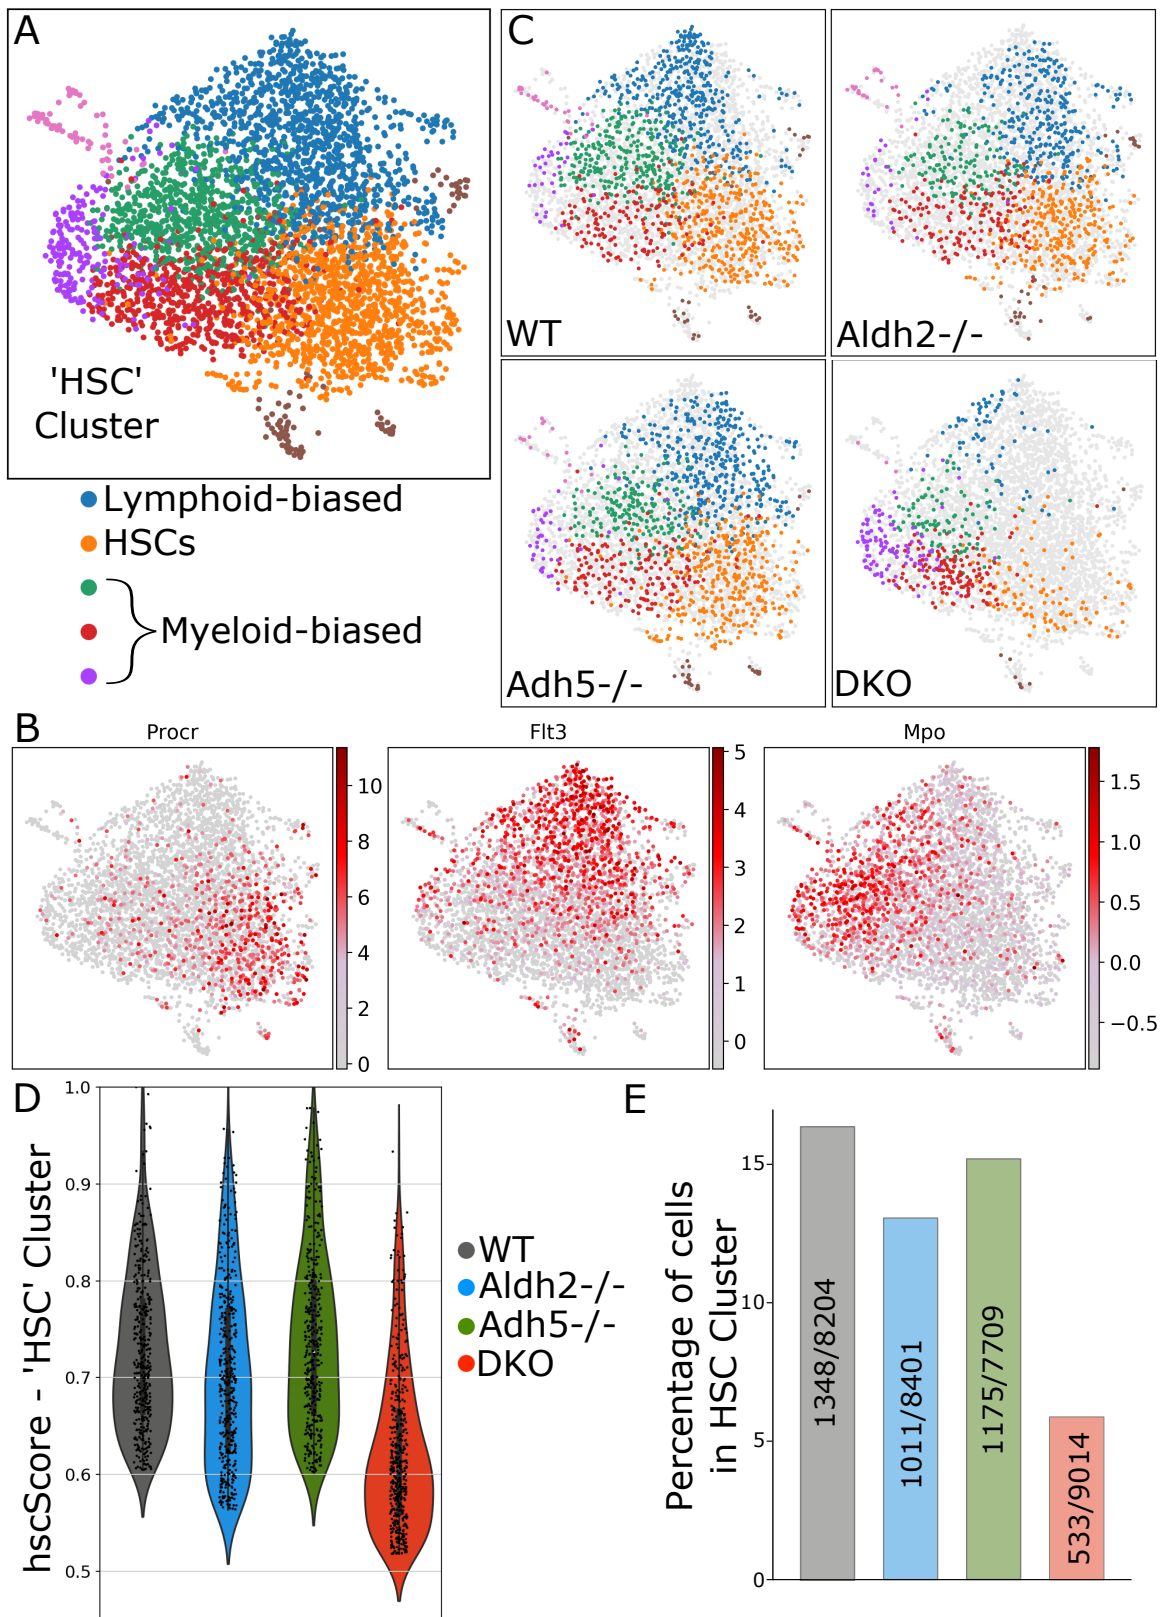 A
'HSC'
Cluster
Lymphoid-biased
HSCs
Myeloid-biased
C
WT
Aldh2-/-
Adh5-/-
DKO
B
Procr
10
8
6
4
2
0
Flt3
5
4
3
2
1
0
Mpo
1.5
1.0
0.5
0.0
−0.5
D
hscScore - 'HSC' Cluster
1.0
0.9
0.8
0.7
0.6
0.5
WT
Aldh2-/-
Adh5-/-
DKO
E
Percentage of cells
in HSC Cluster
15
10
5
0
1348/8204
1011/8401
1175/7709
533/9014